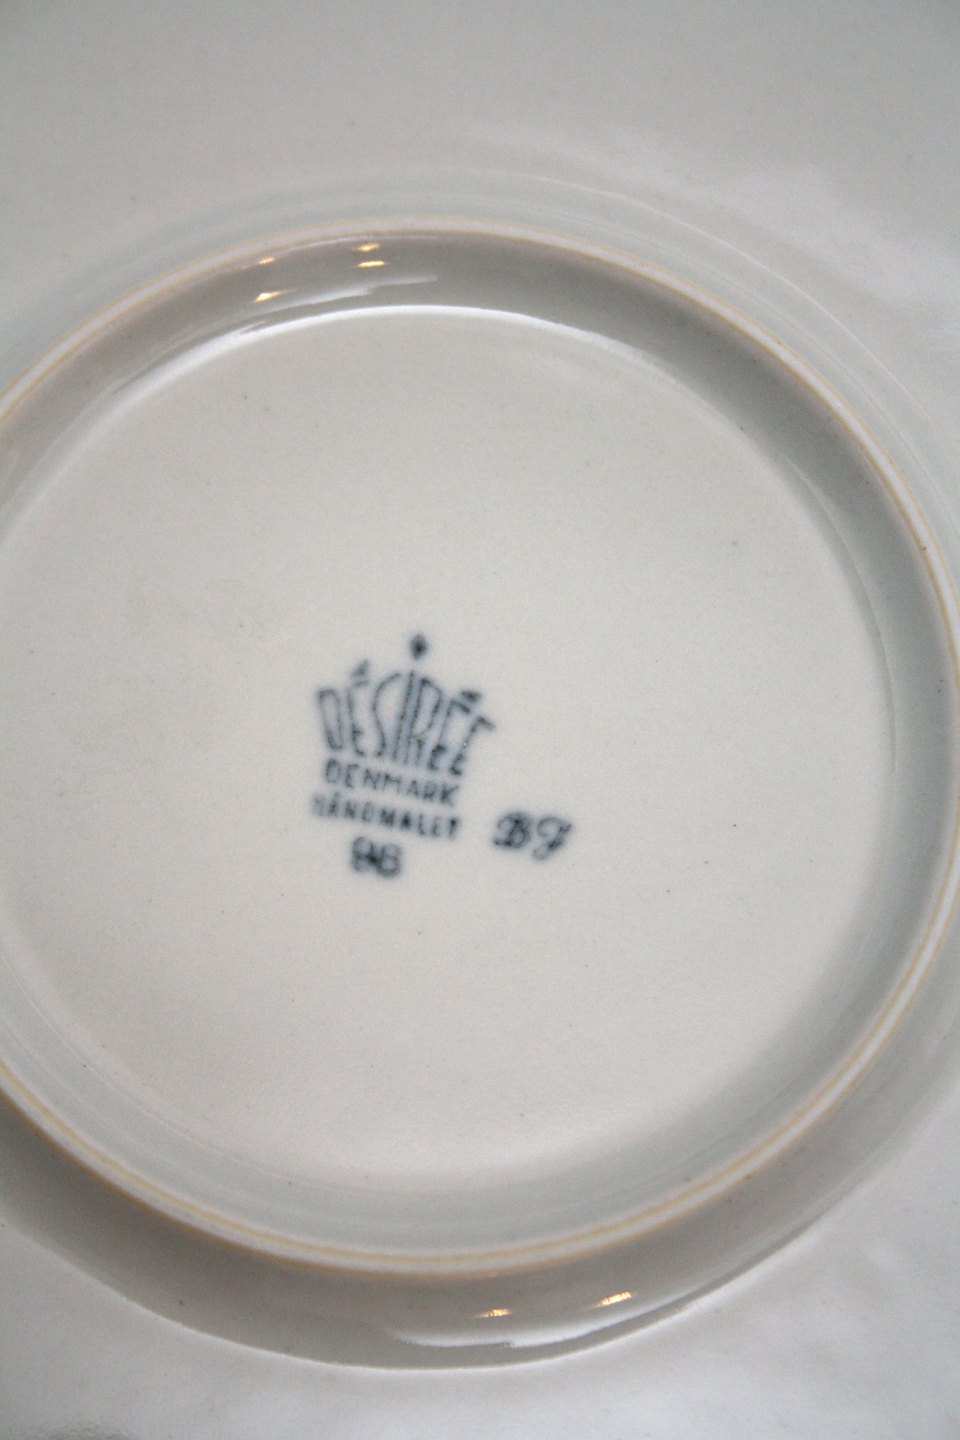 DÉSIRÉE
DENMARK
HÅNDMALET
98
BJ